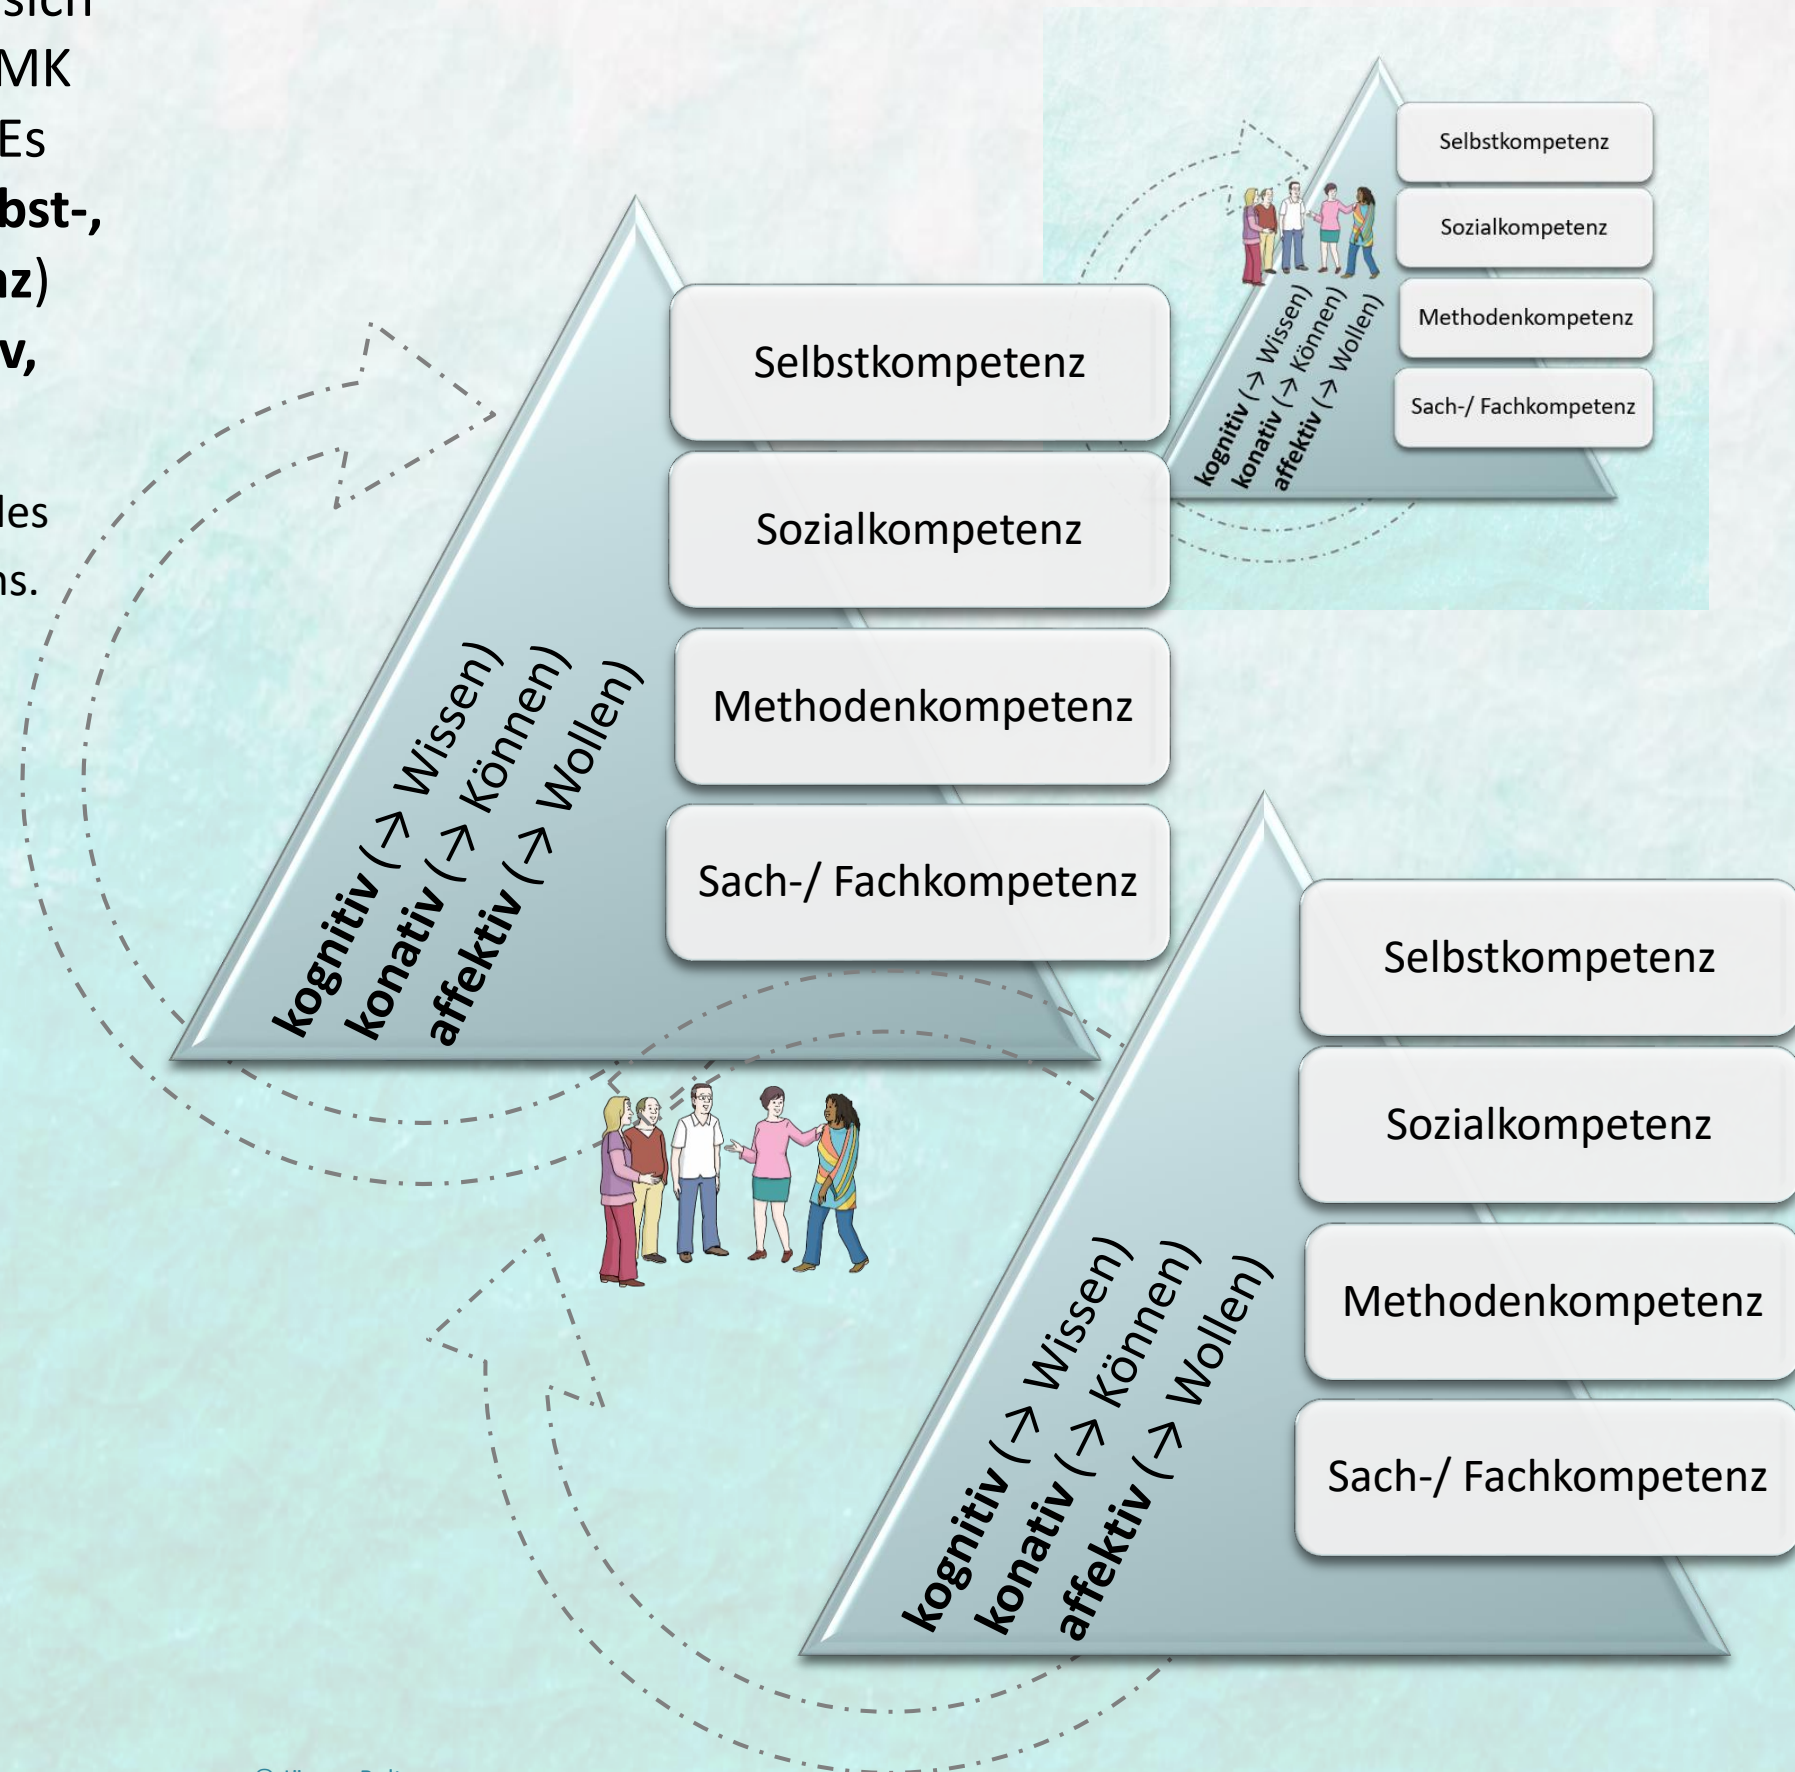 sich
MK
Es
bst-,
nz)
v,
les
ns.
Selbstkompetenz
Sozialkompetenz
Methodenkompetenz
Sach-/ Fachkompetenz
kognitiv (→ Wissen)
konativ (→ Können)
affektiv (→ Wollen)
Selbstkompetenz
Sozialkompetenz
Methodenkompetenz
Sach-/ Fachkompetenz
kognitiv (→ Wissen)
konativ (→ Können)
affektiv (→ Wollen)
Selbstkompetenz
Sozialkompetenz
Methodenkompetenz
Sach-/ Fachkompetenz
kognitiv (→ Wissen)
konativ (→ Können)
affektiv (→ Wollen)